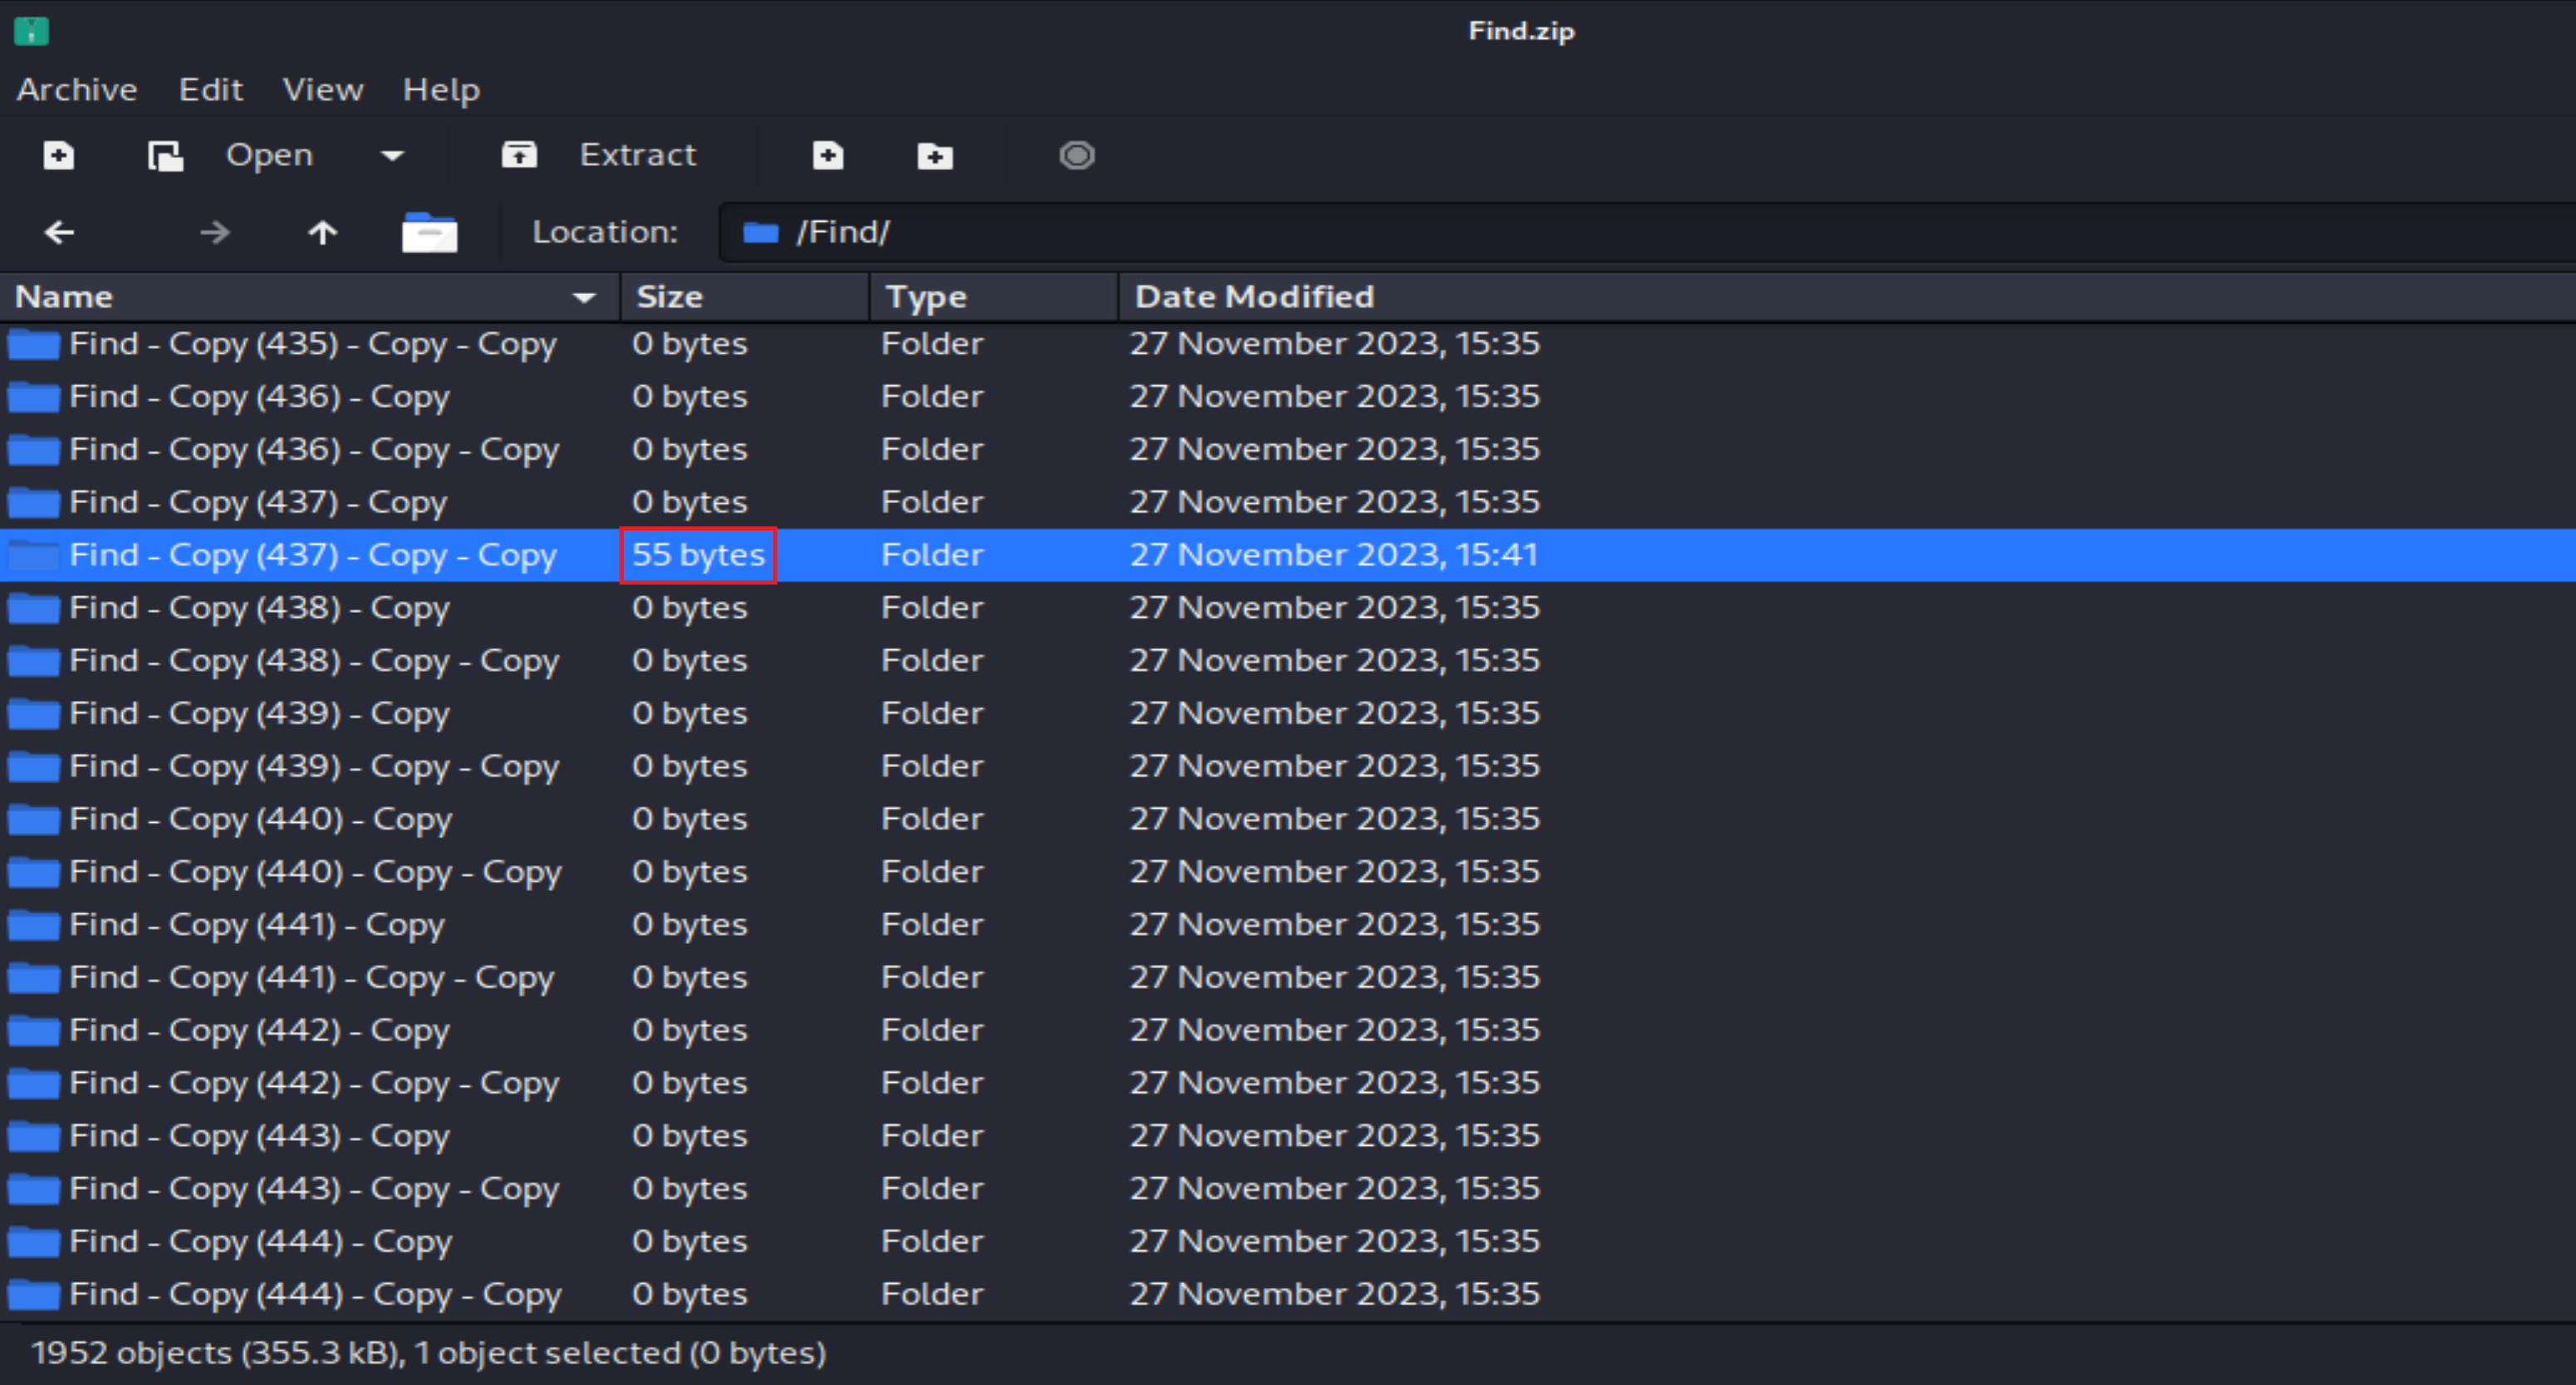 Find.zip
Archive Edit View Help
Open Extract
Location: /Find/
Name Size Type Date Modified
Find - Copy (435) - Copy - Copy 0 bytes Folder 27 November 2023, 15:35
Find - Copy (436) - Copy 0 bytes Folder 27 November 2023, 15:35
Find - Copy (436) - Copy - Copy 0 bytes Folder 27 November 2023, 15:35
Find - Copy (437) - Copy 0 bytes Folder 27 November 2023, 15:35
Find - Copy (437) - Copy - Copy 55 bytes Folder 27 November 2023, 15:41
Find - Copy (438) - Copy 0 bytes Folder 27 November 2023, 15:35
Find - Copy (438) - Copy - Copy 0 bytes Folder 27 November 2023, 15:35
Find - Copy (439) - Copy 0 bytes Folder 27 November 2023, 15:35
Find - Copy (439) - Copy - Copy 0 bytes Folder 27 November 2023, 15:35
Find - Copy (440) - Copy 0 bytes Folder 27 November 2023, 15:35
Find - Copy (440) - Copy - Copy 0 bytes Folder 27 November 2023, 15:35
Find - Copy (441) - Copy 0 bytes Folder 27 November 2023, 15:35
Find - Copy (441) - Copy - Copy 0 bytes Folder 27 November 2023, 15:35
Find - Copy (442) - Copy 0 bytes Folder 27 November 2023, 15:35
Find - Copy (442) - Copy - Copy 0 bytes Folder 27 November 2023, 15:35
Find - Copy (443) - Copy 0 bytes Folder 27 November 2023, 15:35
Find - Copy (443) - Copy - Copy 0 bytes Folder 27 November 2023, 15:35
Find - Copy (444) - Copy 0 bytes Folder 27 November 2023, 15:35
Find - Copy (444) - Copy - Copy 0 bytes Folder 27 November 2023, 15:35
1952 objects (355.3 kB), 1 object selected (0 bytes)